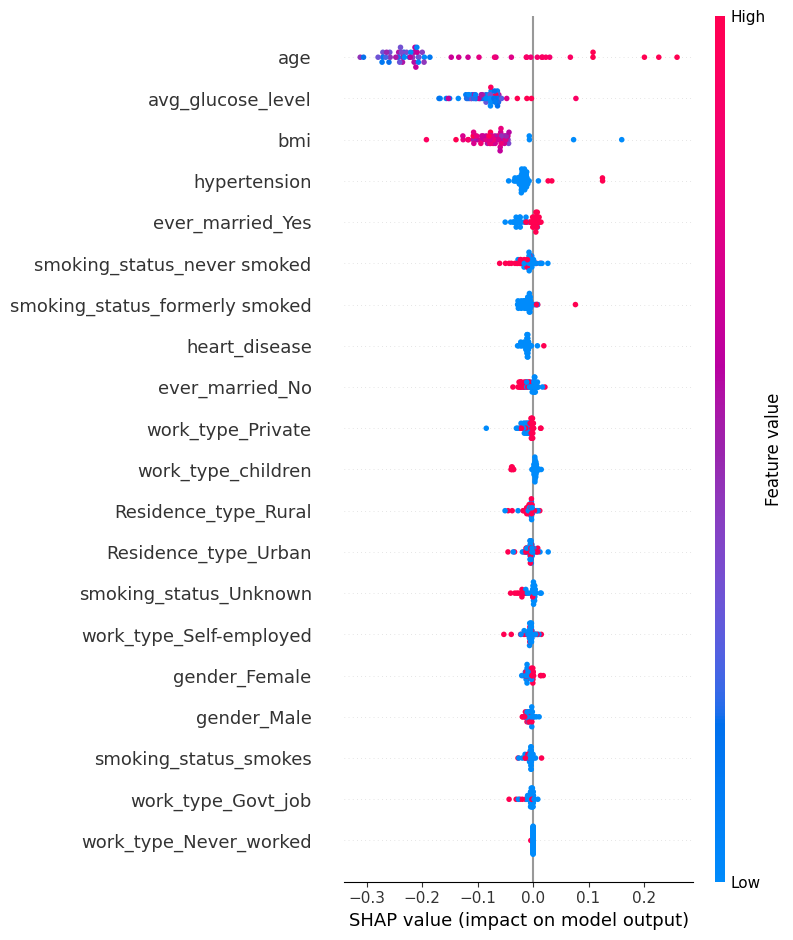 High
age
avg_glucose_level
bmi
hypertension
ever_married_Yes
smoking_status_never smoked
smoking_status_formerly smoked
heart_disease
ever_married_No
work_type_Private
work_type_children
Residence_type_Rural
Residence_type_Urban
smoking_status_Unknown
work_type_Self-employed
gender_Female
gender_Male
smoking_status_smokes
work_type_Govt_job
work_type_Never_worked
Feature value
Low
−0.3 −0.2 −0.1 0.0 0.1 0.2
SHAP value (impact on model output)